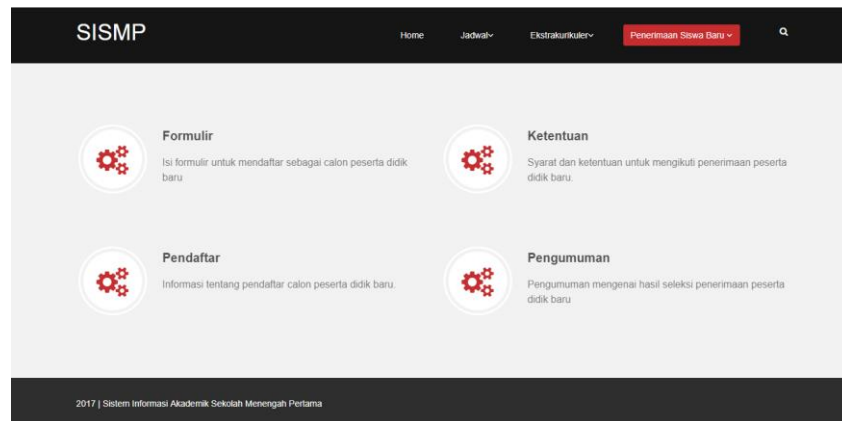 SISMP
Home Jadwal Ekstrakurikuler Penerimaan Siswa Baru
Formulir
Isi formulir untuk mendaftar sebagai calon peserta didik
baru
Ketentuan
Syarat dan ketentuan untuk mengikuti penerimaan peserta
didik baru.
Pendaftar
Informasi tentang pendaftar calon peserta didik baru.
Pengumuman
Pengumuman mengenai hasil seleksi penerimaan peserta
didik baru
2017 | Sistem Informasi Akademik Sekolah Menengah Pertama